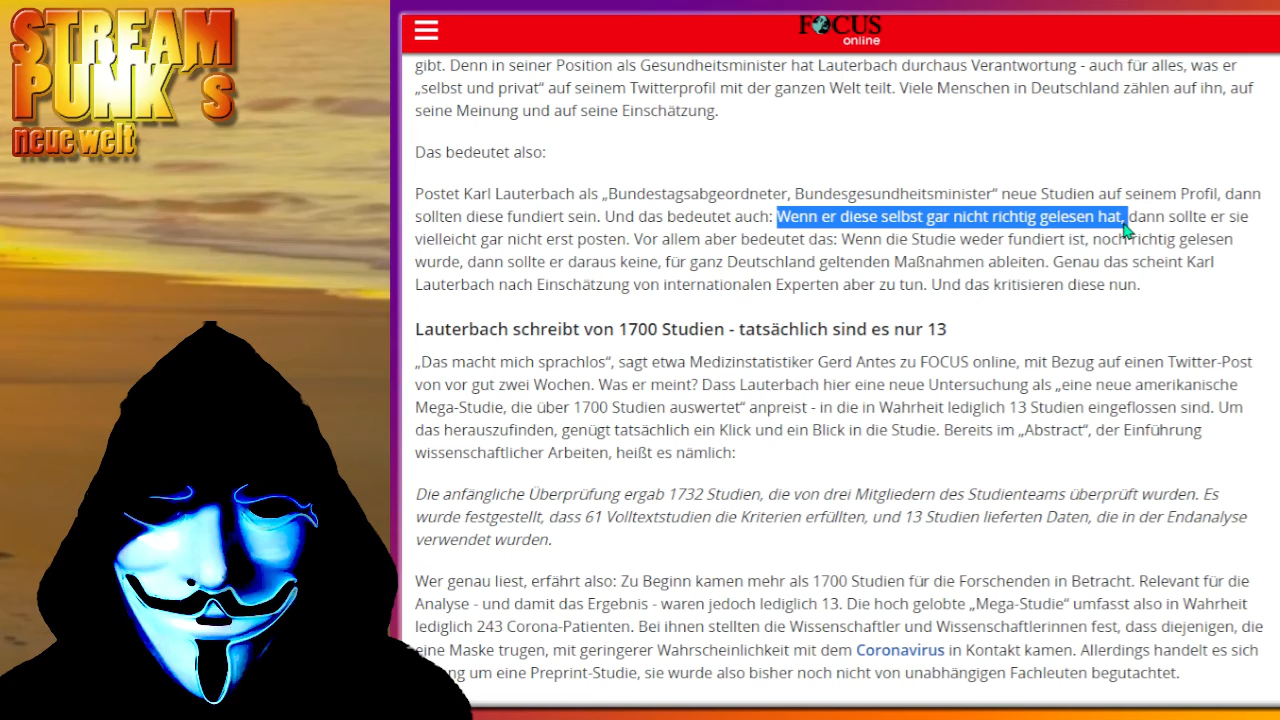 STREAM
PUNK´s
neue welt
FOCUS
online
gibt. Denn in seiner Position als Gesundheitsminister hat Lauterbach durchaus Verantwortung - auch für alles, was er
„selbst und privat“ auf seinem Twitterprofil mit der ganzen Welt teilt. Viele Menschen in Deutschland zählen auf ihn, auf
seine Meinung und auf seine Einschätzung.
Das bedeutet also:
Postet Karl Lauterbach als „Bundestagsabgeordneter, Bundesgesundheitsminister“ neue Studien auf seinem Profil, dann
sollten diese fundiert sein. Und das bedeutet auch: Wenn er diese selbst gar nicht richtig gelesen hat, dann sollte er sie
vielleicht gar nicht erst posten. Vor allem aber bedeutet das: Wenn die Studie weder fundiert ist, noch richtig gelesen
wurde, dann sollte er daraus keine, für ganz Deutschland geltenden Maßnahmen ableiten. Genau das scheint Karl
Lauterbach nach Einschätzung von internationalen Experten aber zu tun. Und das kritisieren diese nun.
Lauterbach schreibt von 1700 Studien - tatsächlich sind es nur 13
„Das macht mich sprachlos“, sagt etwa Medizinstatistiker Gerd Antes zu FOCUS online, mit Bezug auf einen Twitter-Post
von vor gut zwei Wochen. Was er meint? Dass Lauterbach hier eine neue Untersuchung als „eine neue amerikanische
Mega-Studie, die über 1700 Studien auswertet“ anpreist - in die in Wahrheit lediglich 13 Studien eingeflossen sind. Um
das herauszufinden, genügt tatsächlich ein Klick und ein Blick in die Studie. Bereits im „Abstract“, der Einführung
wissenschaftlicher Arbeiten, heißt es nämlich:
Die anfängliche Überprüfung ergab 1732 Studien, die von drei Mitgliedern des Studienteams überprüft wurden. Es
wurde festgestellt, dass 61 Volltextstudien die Kriterien erfüllten, und 13 Studien lieferten Daten, die in der Endanalyse
verwendet wurden.
Wer genau liest, erfährt also: Zu Beginn kamen mehr als 1700 Studien für die Forschenden in Betracht. Relevant für die
Analyse - und damit das Ergebnis - waren jedoch lediglich 13. Die hoch gelobte „Mega-Studie“ umfasst also in Wahrheit
lediglich 243 Corona-Patienten. Bei ihnen stellten die Wissenschaftler und Wissenschaftlerinnen fest, dass diejenigen, die
eine Maske trugen, mit geringerer Wahrscheinlichkeit mit dem Coronavirus in Kontakt kamen. Allerdings handelt es sich
um eine Preprint-Studie, sie wurde also bisher noch nicht von unabhängigen Fachleuten begutachtet.